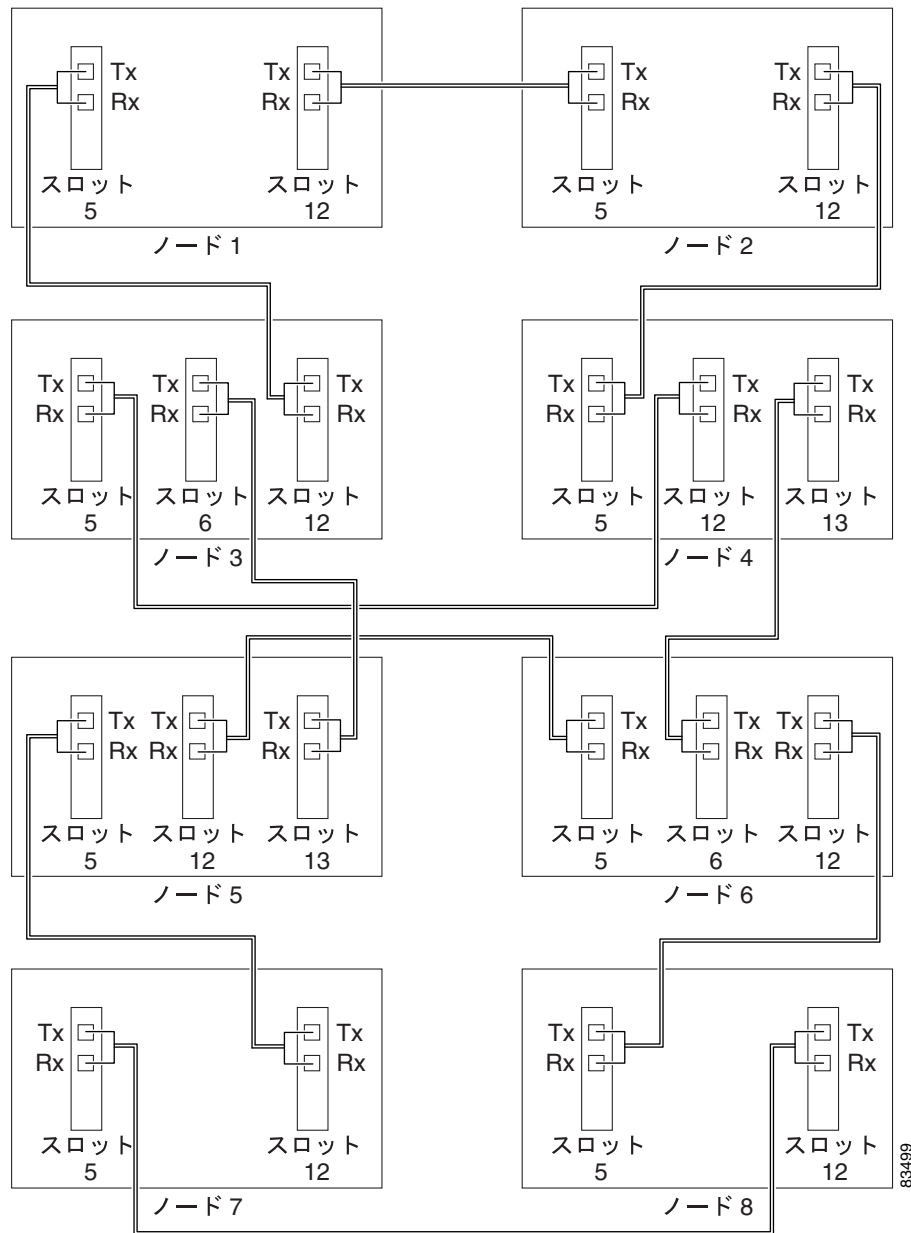 Tx Tx Tx Tx
Rx Rx Rx Rx
スロット スロット スロット スロット
5 12 5 12
ノード 1 ノード 2
Tx Tx Tx Tx Tx Tx
Rx Rx Rx Rx Rx Rx
スロット スロット スロット スロット スロット スロット
5 6 12 5 12 13
ノード 3 ノード 4
Tx Tx Tx Tx Tx Tx
Rx Rx Rx Rx Rx Rx
スロット スロット スロット スロット スロット スロット
5 12 13 5 6 12
ノード 5 ノード 6
Tx Tx Tx Tx
Rx Rx Rx Rx
スロット スロット スロット スロット
5 12 5 12
ノード 7 ノード 8
83499